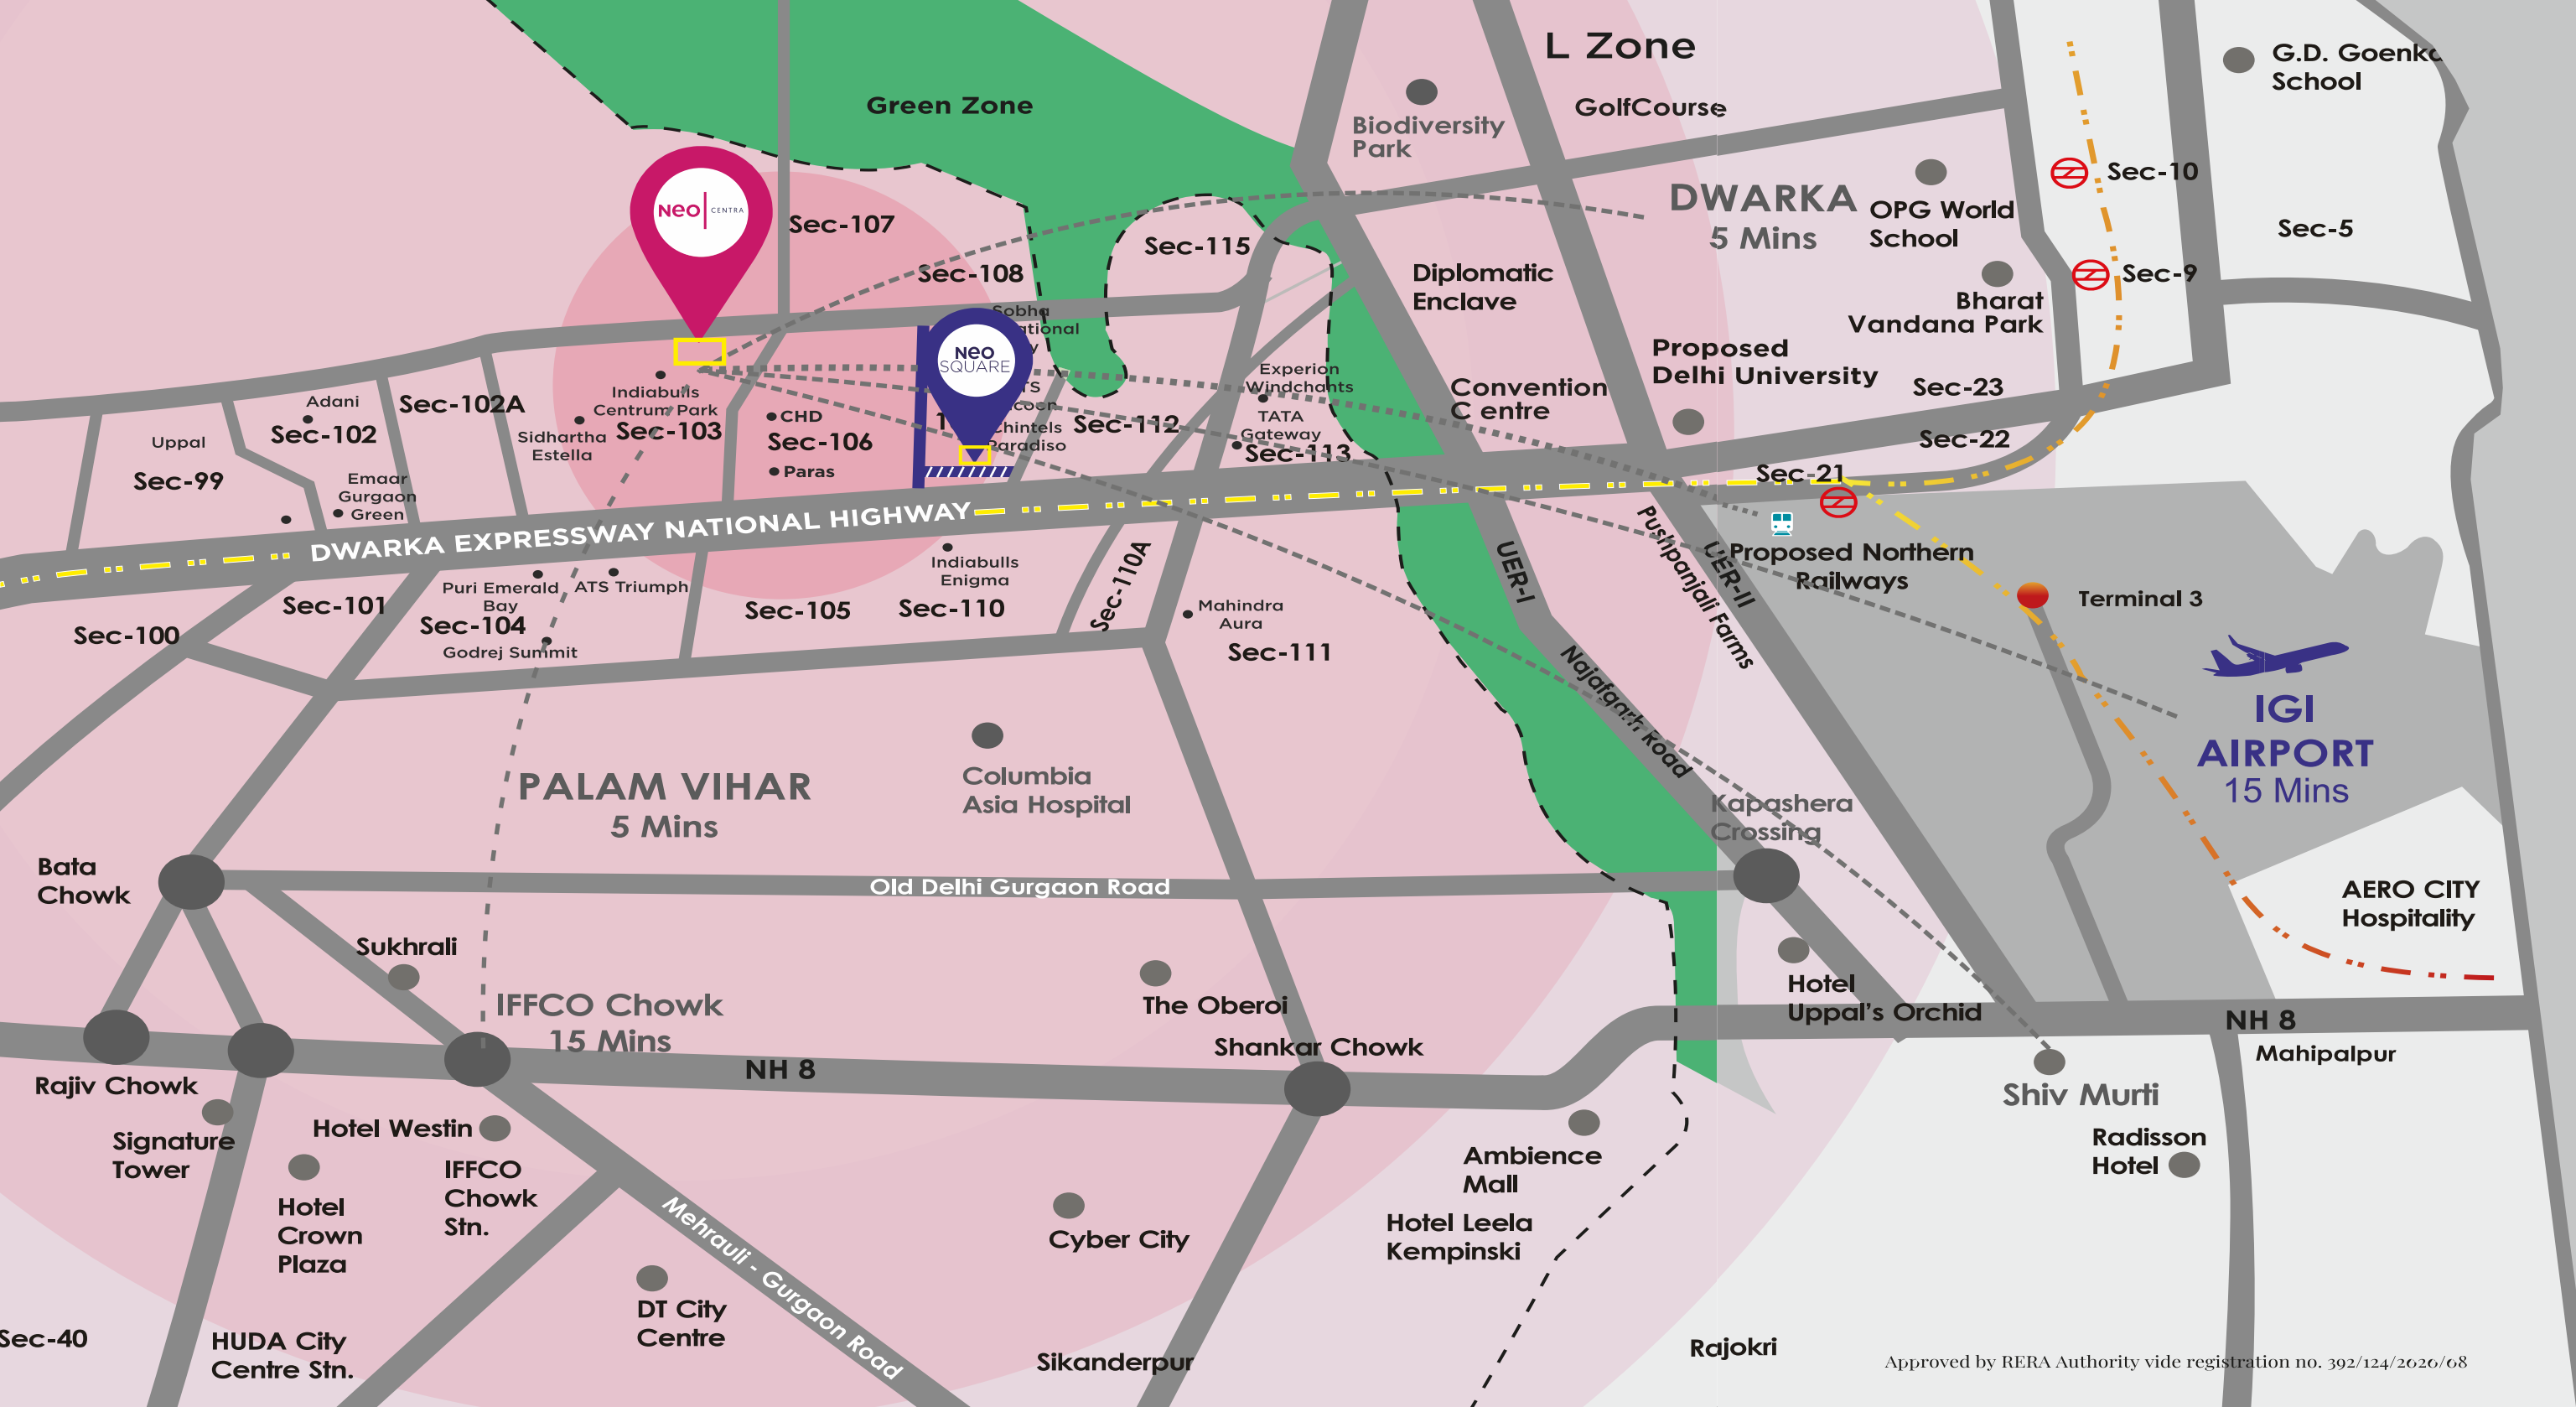 L Zone
G.D. Goenka
School
Green Zone
GolfCourse
Biodiversity
Park
Sec-10
DWARKA
5 Mins
OPG World
School
Neo
CENTRA
Sec-107
Sec-5
Sec-115
Sec-108
Diplomatic
Enclave
Sec-9
Bharat
Vandana Park
Sobha
Neo
SQUARE
Proposed
Delhi University
Experion
Windchants
Convention
C entre
Sec-23
Indiabulls
Centrum Park
Sec-103
Adani
Sec-102
Sec-102A
CHD
Sec-106
Paras
Chintels
Paradiso
Sec-112
TATA
Gateway
Sec-113
Sec-22
Uppal
Sidhartha
Estella
Sec-99
Sec-21
Emaar
Gurgaon
Green
DWARKA EXPRESSWAY NATIONAL HIGHWAY
UER-I
Pushpanjali Farms
UER-II
Proposed Northern
Railways
Indiabulls
Enigma
Sec-110A
Puri Emerald
Bay
ATS Triumph
Terminal 3
Sec-101
Sec-104
Sec-105
Sec-110
Mahindra
Aura
Sec-100
Godrej Summit
Sec-111
Najafgarh Road
IGI
AIRPORT
15 Mins
PALAM VIHAR
5 Mins
Columbia
Asia Hospital
Kapashera
Crossing
Bata
Chowk
Old Delhi Gurgaon Road
AERO CITY
Hospitality
Sukhrali
IFFCO Chowk
15 Mins
The Oberoi
Hotel
Uppal's Orchid
NH 8
Shankar Chowk
Mahipalpur
NH 8
Rajiv Chowk
Shiv Murti
Signature
Tower
Hotel Westin
Radisson
Hotel
IFFCO
Chowk
Stn.
Ambience
Mall
Hotel
Crown
Plaza
Mehrauli - Gurgaon Road
Cyber City
Hotel Leela
Kempinski
DT City
Centre
Sec-40
HUDA City
Centre Stn.
Sikanderpur
Rajokri
Approved by RERA Authority vide registration no. 392/124/2020/08